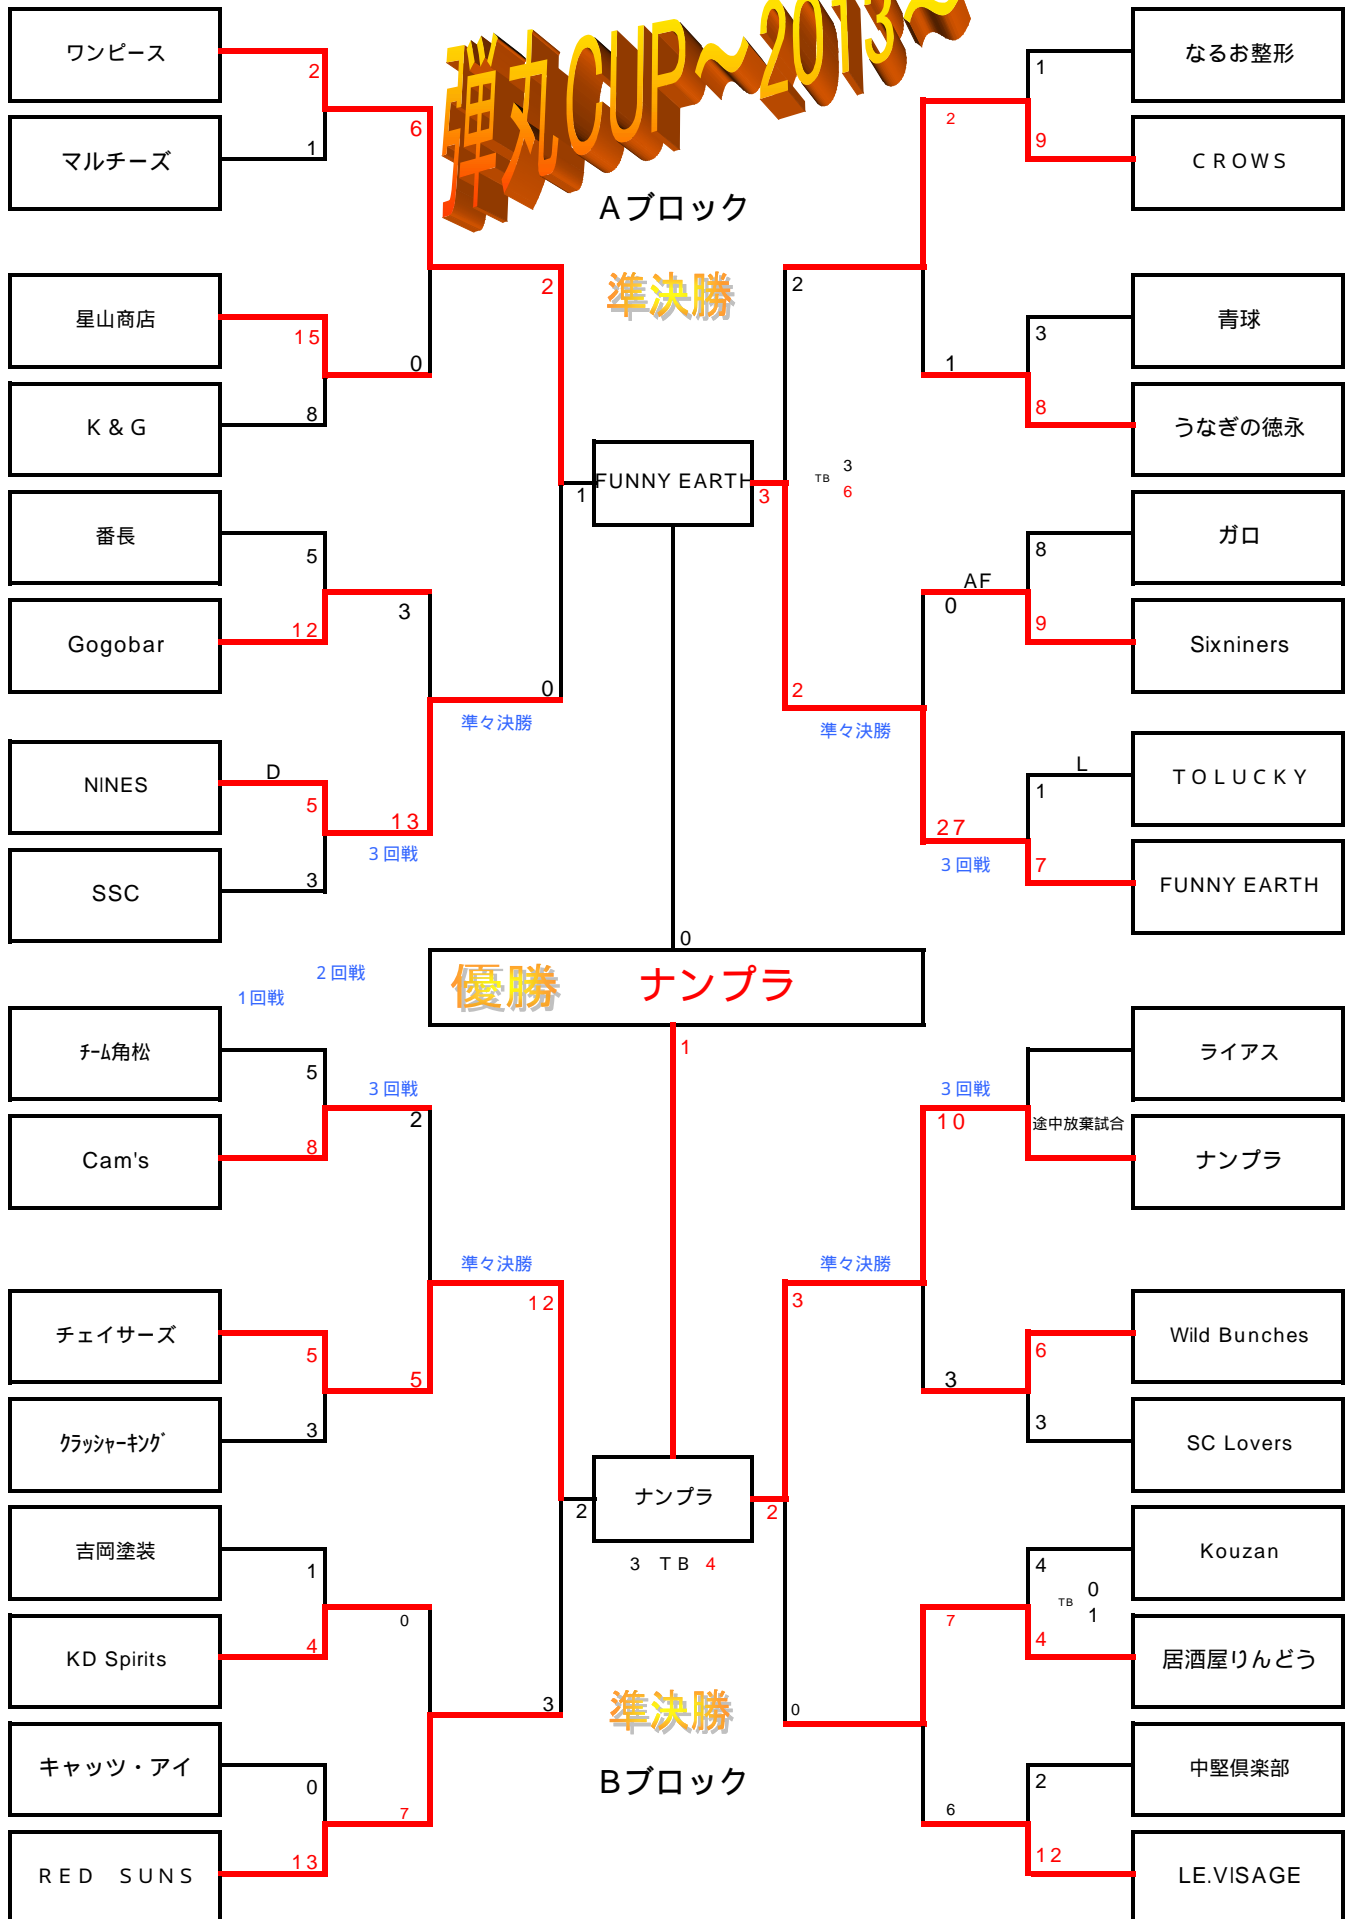 弾丸CUP～2013～
Aブロック
準決勝
ワンピース
2
マルチーズ
1
6
星山商店
15
K & G
8
0
2
番長
5
Gogobar
12
3
NINES
D
5
SSC
3
13
3回戦
0
準々決勝
1
FUNNY EARTH
3
TB
3
6
なるお整形
1
CROWS
9
2
青球
3
うなぎの徳永
8
1
2
ガロ
8
Sixniners
9
AF
0
TOLUCKY
L
1
FUNNY EARTH
7
27
3回戦
2
準々決勝
0
優勝 ナンプラ
1
2回戦
1回戦
チーム角松
5
Cam's
8
3回戦
2
チェイサーズ
5
クラッシャーキング
3
5
準々決勝
12
吉岡塗装
1
KD Spirits
4
0
キャッツ・アイ
0
RED SUNS
13
7
3
2
ナンプラ
2
3 TB 4
ライアス
途中放棄試合
ナンプラ
3回戦
10
Wild Bunches
6
SC Lovers
3
3
準々決勝
3
Kouzan
4
TB
0
1
居酒屋りんどう
4
7
中堅倶楽部
2
LE.VISAGE
12
6
0
準決勝
Bブロック